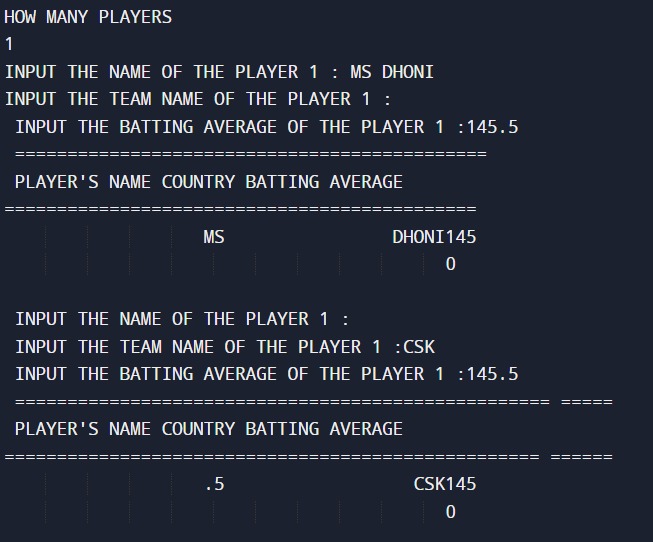 HOW MANY PLAYERS
1
INPUT THE NAME OF THE PLAYER 1 : MS DHONI
INPUT THE TEAM NAME OF THE PLAYER 1 :
INPUT THE BATTING AVERAGE OF THE PLAYER 1 :145.5
=============================================
PLAYER'S NAME COUNTRY BATTING AVERAGE
=============================================
MS DHONI145
0
INPUT THE NAME OF THE PLAYER 1 :
INPUT THE TEAM NAME OF THE PLAYER 1 :CSK
INPUT THE BATTING AVERAGE OF THE PLAYER 1 :145.5
=================================================== =====
PLAYER'S NAME COUNTRY BATTING AVERAGE
=================================================== ======
.5 CSK145
0